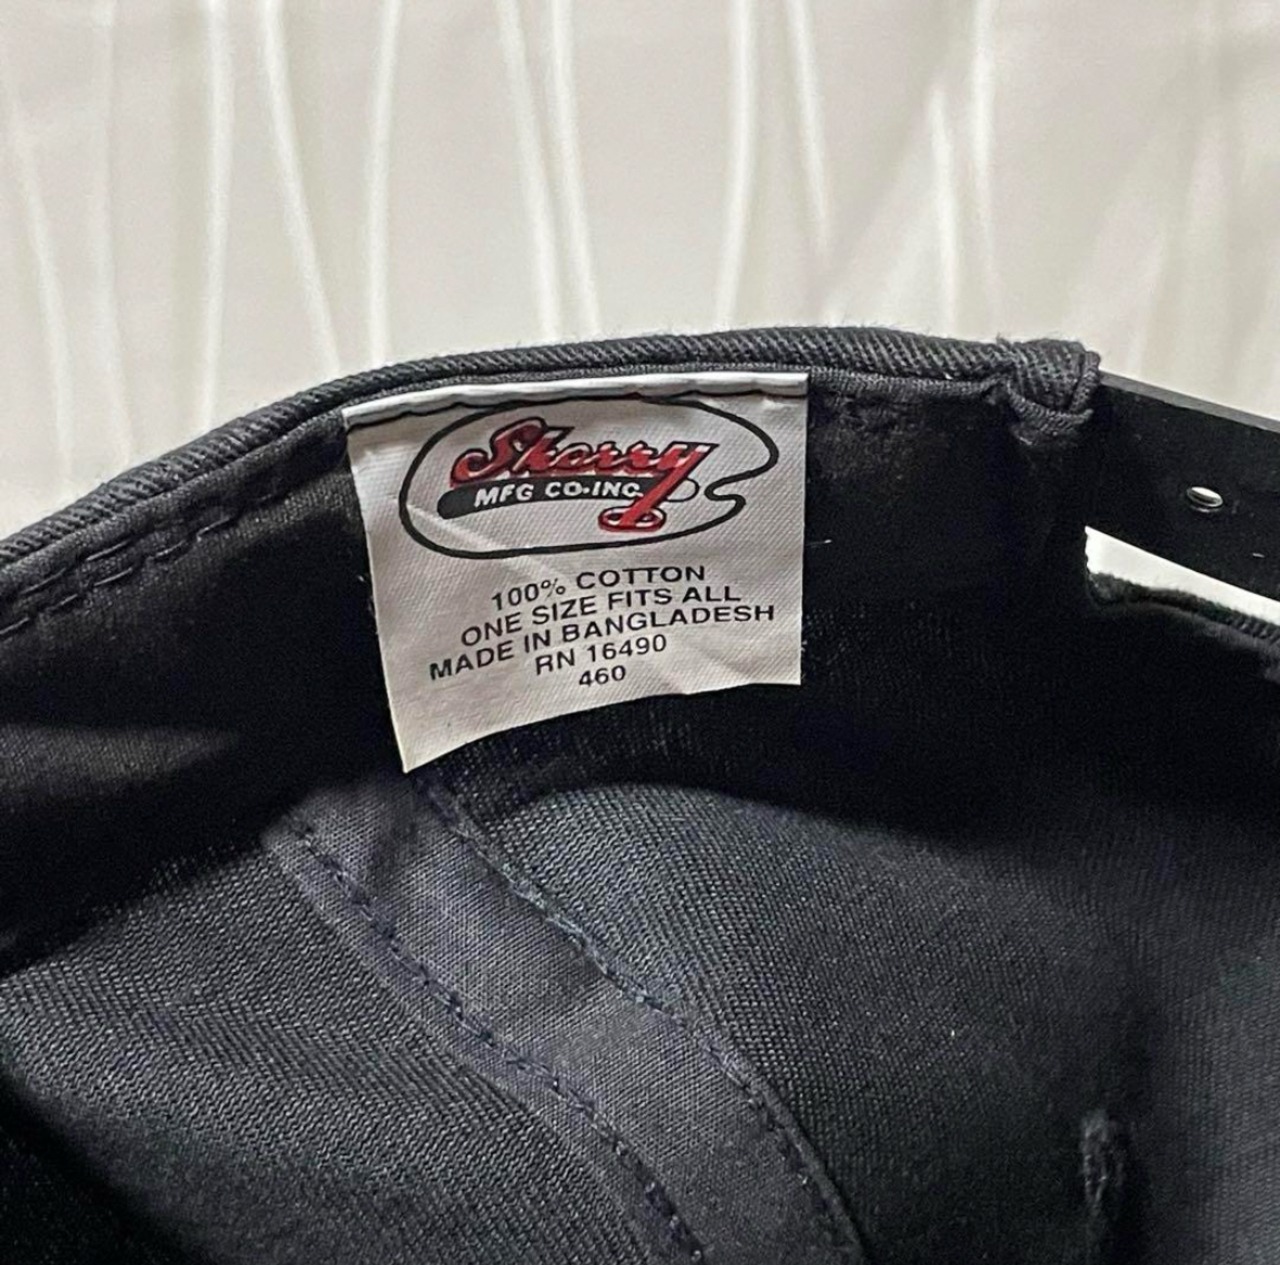 Sherry
MFG CO·INC.
100% COTTON
ONE SIZE FITS ALL
MADE IN BANGLADESH
RN 16490
460